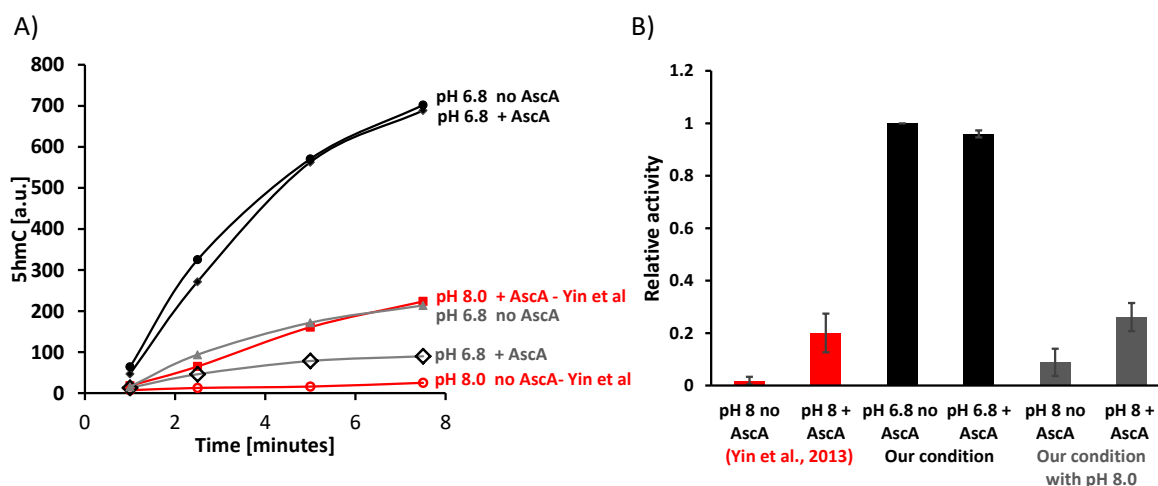 A)
800
700
600
500
400
300
200
100
0
5hmC [a.u.]
0 2 4 6 8
Time [minutes]
pH 6.8 no AscA
pH 6.8 + AscA
pH 8.0 + AscA - Yin et al
pH 6.8 no AscA
pH 6.8 + AscA
pH 8.0 no AscA- Yin et al
B)
1.2
1
0.8
0.6
0.4
0.2
0
Relative activity
pH 8 no pH 8 + pH 6.8 no pH 6.8 + pH 8 no pH 8 +
AscA AscA AscA AscA AscA AscA
(Yin et al., 2013) Our condition Our condition
with pH 8.0